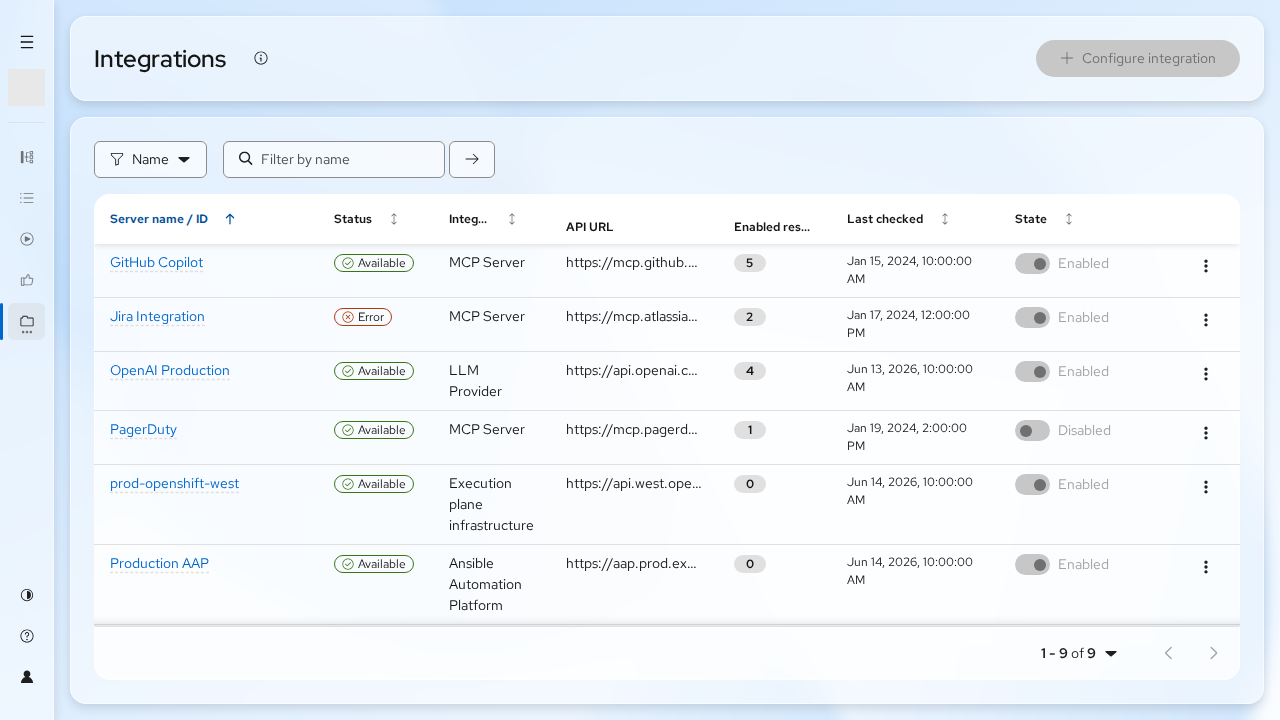 Integrations
Configure integration
Name
Filter by name
Server name / ID
Status
Integ...
API URL
Enabled res...
Last checked
State
GitHub Copilot
Available
MCP Server
https://mcp.github....
5
Jan 15, 2024, 10:00:00
AM
Enabled
Jira Integration
Error
MCP Server
https://mcp.atlassia...
2
Jan 17, 2024, 12:00:00
PM
Enabled
OpenAI Production
Available
LLM
Provider
https://api.openai.c...
4
Jun 13, 2026, 10:00:00
AM
Enabled
PagerDuty
Available
MCP Server
https://mcp.pagerd...
1
Jan 19, 2024, 2:00:00
PM
Disabled
prod-openshift-west
Available
Execution
plane
infrastructure
https://api.west.ope...
0
Jun 14, 2026, 10:00:00
AM
Enabled
Production AAP
Available
Ansible
Automation
Platform
https://aap.prod.ex...
0
Jun 14, 2026, 10:00:00
AM
Enabled
1 - 9 of 9